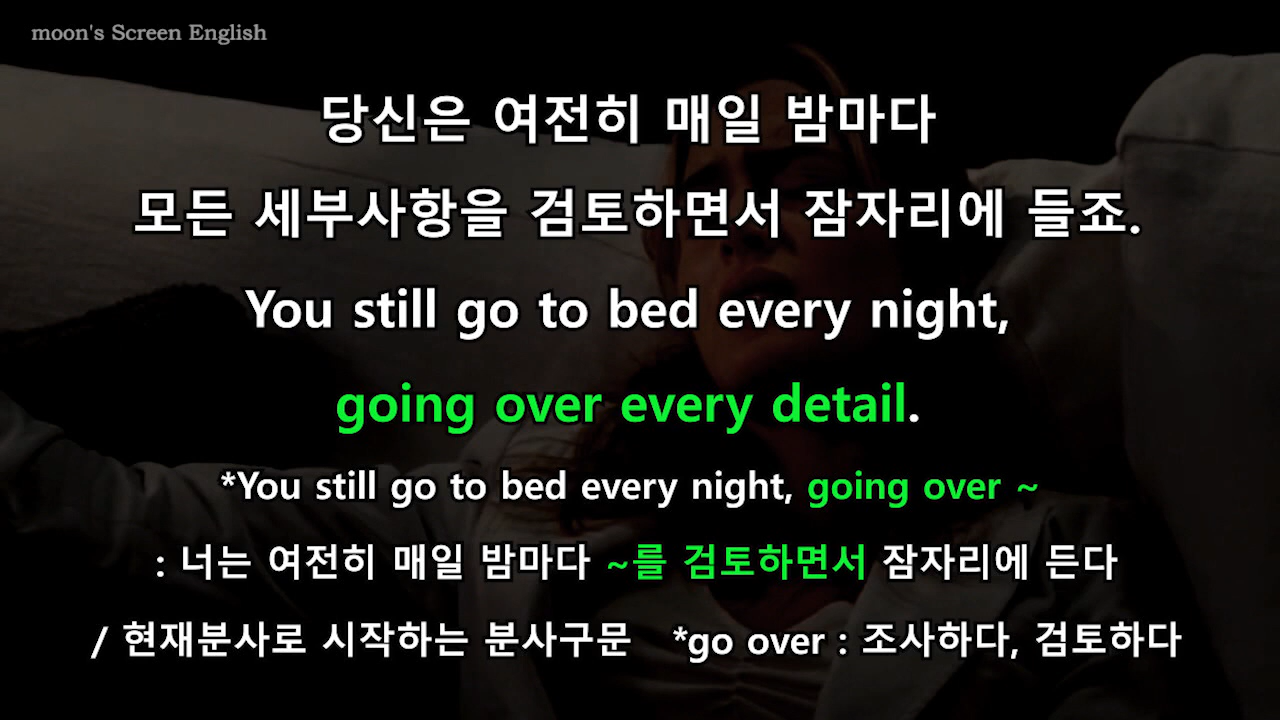 moon's Screen English
당신은 여전히 매일 밤마다
모든 세부사항을 검토하면서 잠자리에 들죠.
You still go to bed every night,
going over every detail.
*You still go to bed every night, going over ~
: 너는 여전히 매일 밤마다 ~를 검토하면서 잠자리에 든다
/ 현재분사로 시작하는 분사구문 *go over : 조사하다, 검토하다